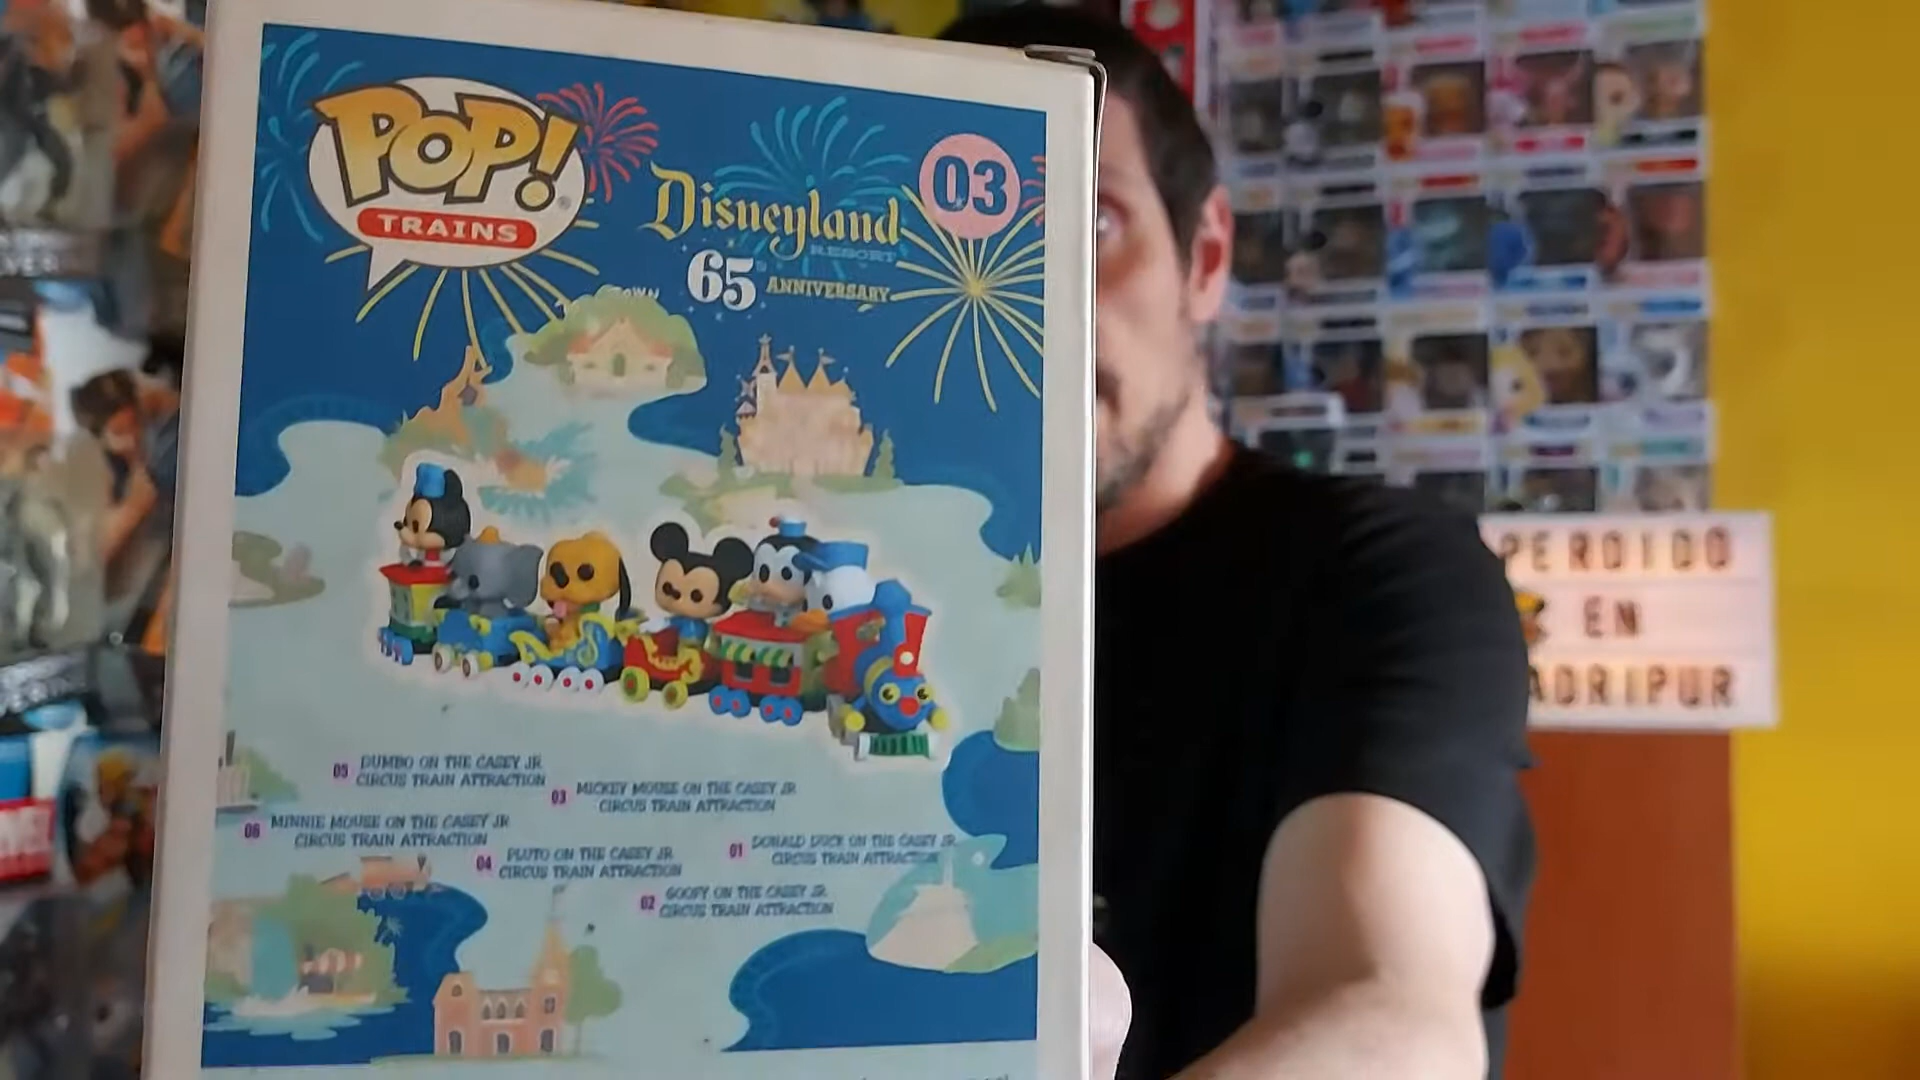 POP!
TRAINS
Disneyland
RESORT
65
ANNIVERSARY
03
05 DUMBO ON THE CASEY JR
CIRCUS TRAIN ATTRACTION
03 MICKEY MOUSE ON THE CASEY JR
CIRCUS TRAIN ATTRACTION
06 MINNIE MOUSE ON THE CASEY JR
CIRCUS TRAIN ATTRACTION
04 PLUTO ON THE CASEY JR
CIRCUS TRAIN ATTRACTION
01 DONALD DUCK ON THE CASEY JR
CIRCUS TRAIN ATTRACTION
02 GOOFY ON THE CASEY JR
CIRCUS TRAIN ATTRACTION
PERDIDO
EN
ADRIPUR